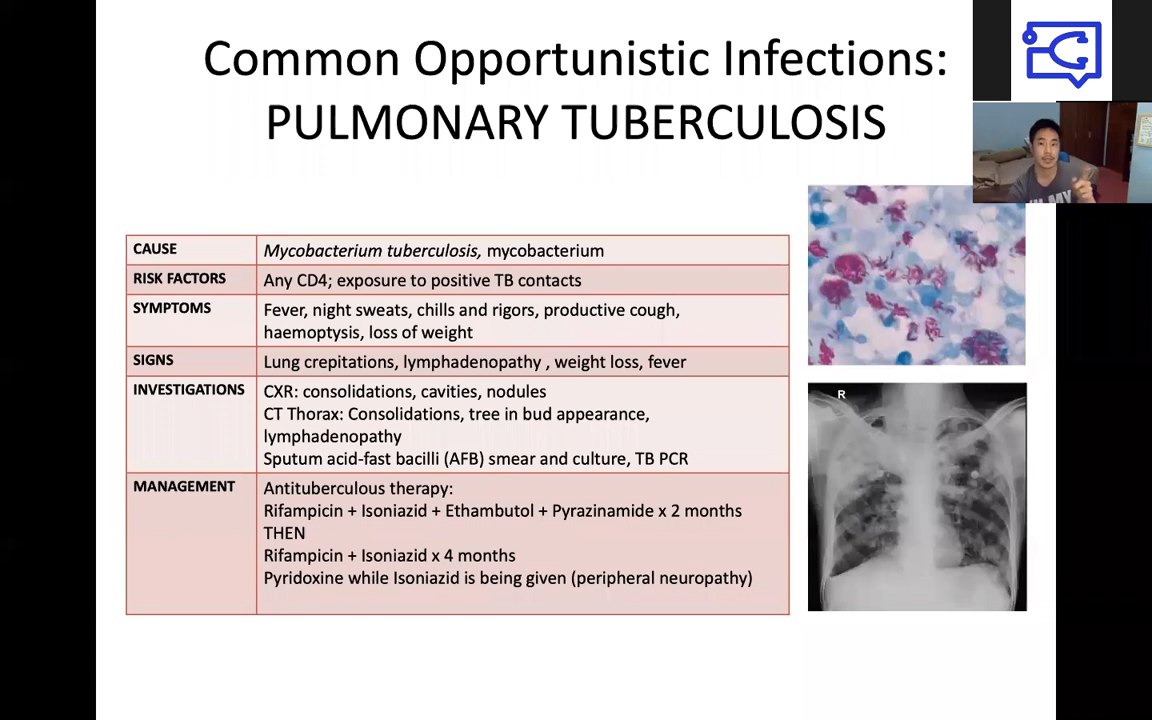 Common Opportunistic Infections:
PULMONARY TUBERCULOSIS
CAUSE
Mycobacterium tuberculosis, mycobacterium
RISK FACTORS
Any CD4; exposure to positive TB contacts
SYMPTOMS
Fever, night sweats, chills and rigors, productive cough,
haemoptysis, loss of weight
SIGNS
Lung crepitations, lymphadenopathy , weight loss, fever
INVESTIGATIONS
CXR: consolidations, cavities, nodules
CT Thorax: Consolidations, tree in bud appearance,
lymphadenopathy
Sputum acid-fast bacilli (AFB) smear and culture, TB PCR
MANAGEMENT
Antituberculous therapy:
Rifampicin + Isoniazid + Ethambutol + Pyrazinamide x 2 months
THEN
Rifampicin + Isoniazid x 4 months
Pyridoxine while Isoniazid is being given (peripheral neuropathy)
R